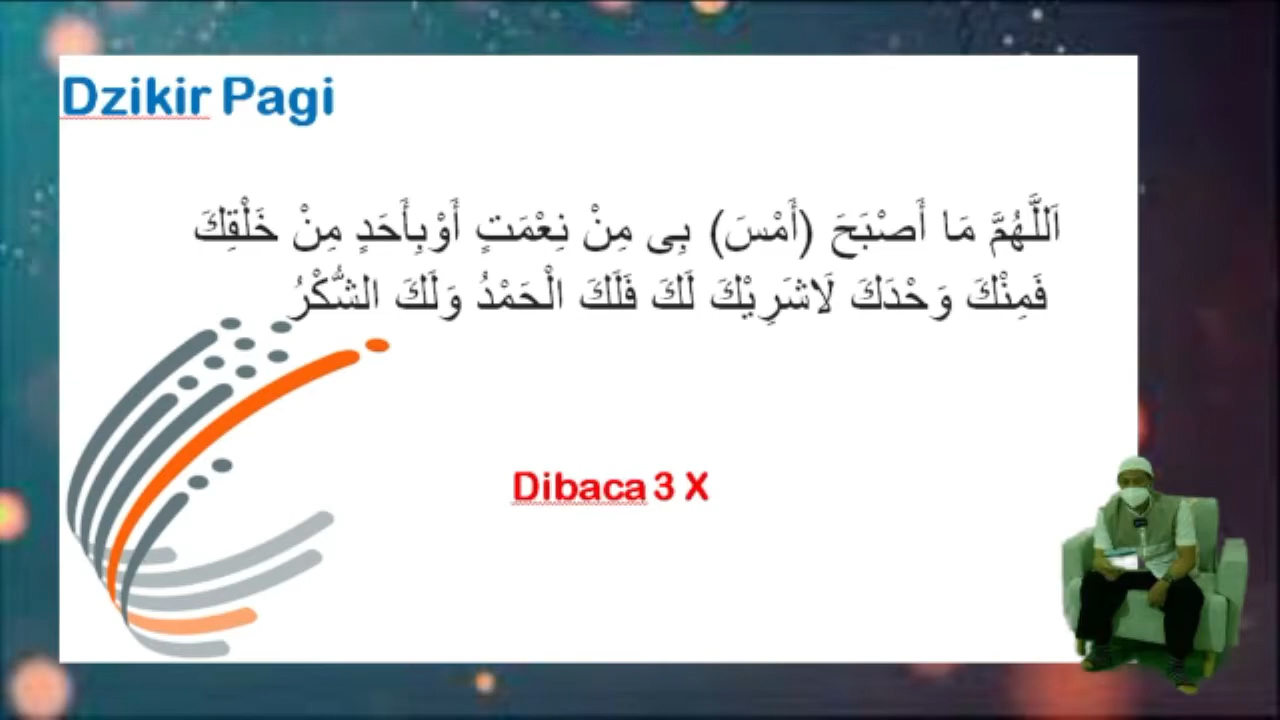 Dzikir Pagi
اَللَّهُمَّ مَا أَصْبَحَ (أَمْسَ) بِى مِنْ نِعْمَتٍ أَوْبِأَحَدٍ مِنْ خَلْقِكَ
فَمِنْكَ وَحْدَكَ لَاشَرِيْكَ لَكَ فَلَكَ الْحَمْدُ وَلَكَ الشُّكْرُ
Dibaca 3 X